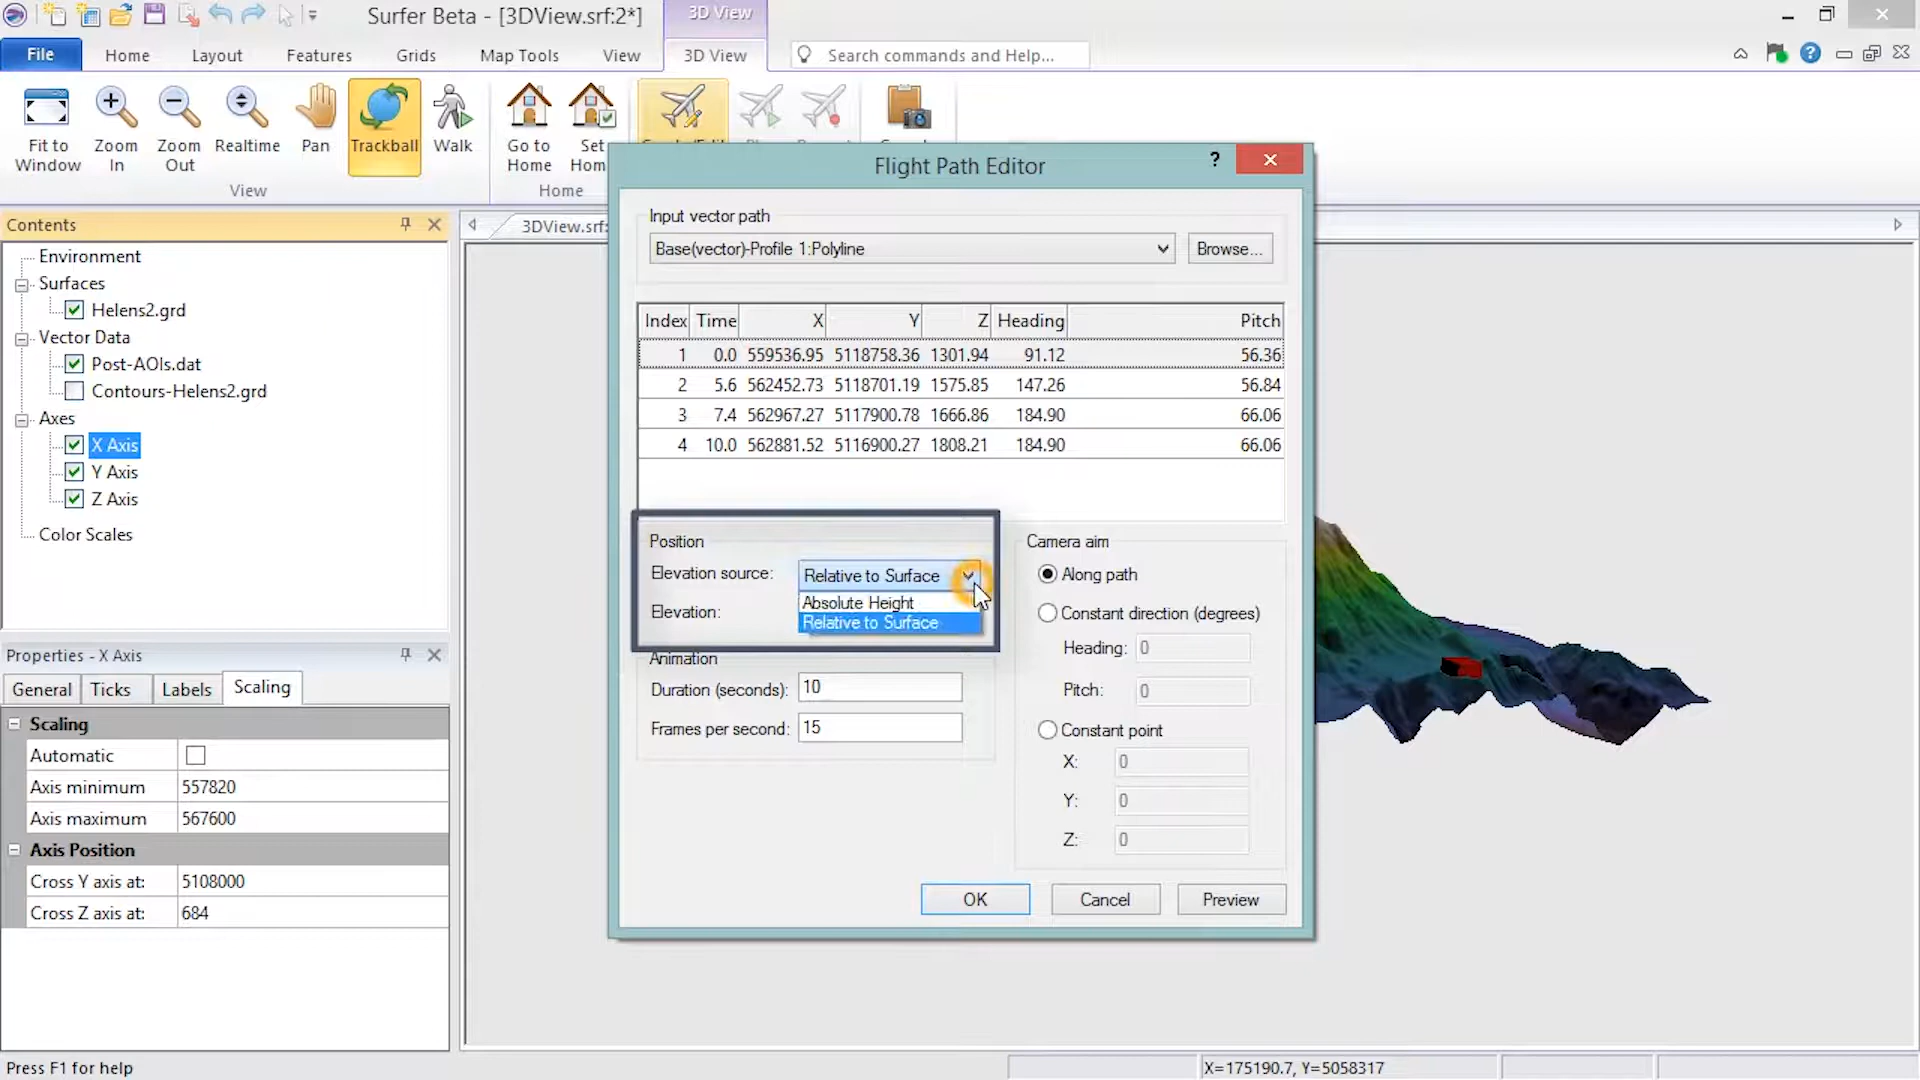 Surfer Beta - [3DView.srf:2*]
3D View
File
Home
Layout
Features
Grids
Map Tools
View
3D View
Search commands and Help...
Fit to Window
Zoom In
Zoom Out
Realtime
Pan
Trackball
Walk
Go to Home
Set
View
Home
Contents
Environment
Surfaces
Helens2.grd
Vector Data
Post-AOIs.dat
Contours-Helens2.grd
Axes
X Axis
Y Axis
Z Axis
Color Scales
3DView.srf:
Flight Path Editor
?
Input vector path
Base(vector)-Profile 1:Polyline
Browse...
Index Time X Y Z Heading Pitch
1 0.0 559536.95 5118758.36 1301.94 91.12 56.36
2 5.6 562452.73 5118701.19 1575.85 147.26 56.84
3 7.4 562967.27 5117900.78 1666.86 184.90 66.06
4 10.0 562881.52 5116900.27 1808.21 184.90 66.06
Position
Elevation source: Relative to Surface
Absolute Height
Elevation: Relative to Surface
Animation
Duration (seconds): 10
Frames per second: 15
Camera aim
Along path
Constant direction (degrees)
Heading: 0
Pitch: 0
Constant point
X: 0
Y: 0
Z: 0
OK
Cancel
Preview
Properties - X Axis
General
Ticks
Labels
Scaling
Scaling
Automatic
Axis minimum 557820
Axis maximum 567600
Axis Position
Cross Y axis at: 5108000
Cross Z axis at: 684
Press F1 for help
X=175190.7, Y=5058317